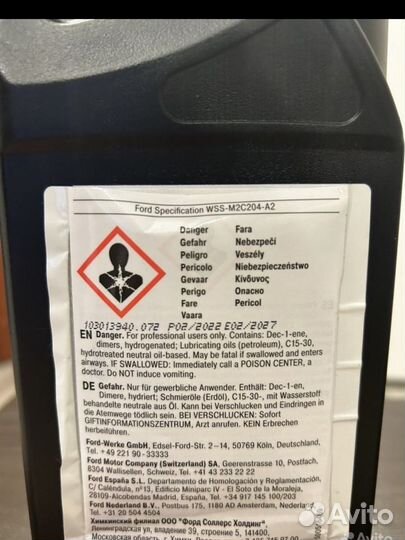 Ford Specification WSS-M2C204-A2
Danger Fara
Gefahr Nebezpečí
Peligro Veszély
Pericolo Niebezpieczeństwo
Gevaar Κίνδυνος
Perigo Опасно
Fare Pericol
Vaara
103013940.072 P02/2022 E02/2027
EN Danger. For professional users only. Contains: Dec-1-ene,
dimers, hydrogenated; Lubricating oils (petroleum), C15-30,
hydrotreated neutral oil-based. May be fatal if swallowed and enters
airways. IF SWALLOWED: Immediately call a POISON CENTER, a
doctor. Do NOT induce vomiting.
DE Gefahr. Nur für gewerbliche Anwender. Enthält: Dec-1-en,
Dimere, hydriert; Schmieröle (Erdöl), C15-30-, mit Wasserstoff
behandelte neutrale aus Öl. Kann bei Verschlucken und Eindringen in
die Atemwege tödlich sein. BEI VERSCHLUCKEN: Sofort
GIFTINFORMATIONSZENTRUM, Arzt anrufen. KEIN Erbrechen
herbeiführen.
Ford-Werke GmbH, Edsel-Ford-Str. 2-14, 50769 Köln, Deutschland,
Tel: +49 221 90-33333
Ford Motor Company (Switzerland) SA, Geerenstrasse 10, Postfach,
8304 Wallisellen, Schweiz, Tel: +41 43 233 22 22
Ford España S.L. Departamento de Homologación y Reglamentación,
C/ Caléndula, nº13, Edificio Miniparc IV - El Soto de la Moraleja,
28109-Alcobendas Madrid, España, Tel: +34 917 145 100/203
Ford Nederland B.V., Postbus 175, 1180 AD Amsterdam, Nederland
Tel: +31 20 504 4504
Химкинский филиал ООО "Форд Соллерс Холдинг"
Ленинградская ул., владение 39, строение 5, 141400,
Avito